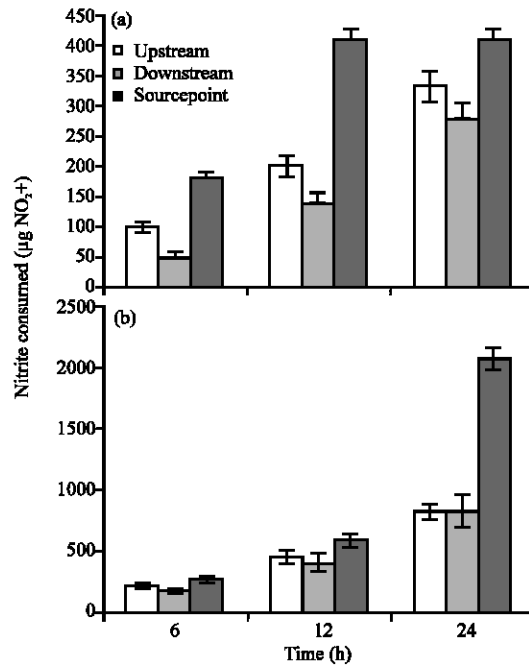 (a)
450
400
350
300
250
200
150
100
50
0
Upstream
Downstream
Sourcepoint
Nitrite consumed (µg NO₂+)
(b)
2500
2000
1500
1000
500
0
6 12 24
Time (h)